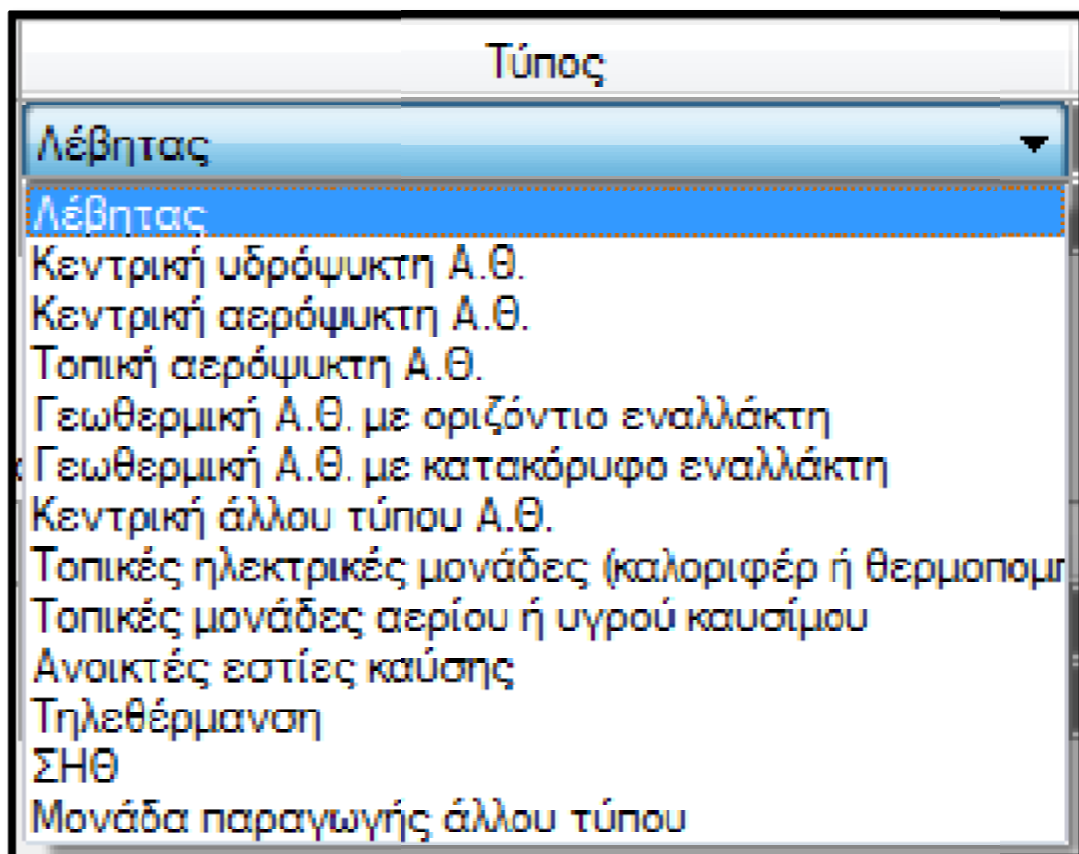 Τύπος
Λέβητας
Λέβητας
Κεντρική υδρόψυκτη Α.Θ.
Κεντρική αερόψυκτη Α.Θ.
Τοπική αερόψυκτη Α.Θ.
Γεωθερμική Α.Θ. με οριζόντιο εναλλάκτη
Γεωθερμική Α.Θ. με κατακόρυφο εναλλάκτη
Κεντρική άλλου τύπου Α.Θ.
Τοπικές ηλεκτρικές μονάδες (καλοριφέρ ή
Τοπικές μονάδες αερίου ή υγρού καυσίμου
Ανοικτές εστίες καύσης
Τηλεθέρμανση
ΣΗΘ
Μονάδα παραγωγής άλλου τύπου